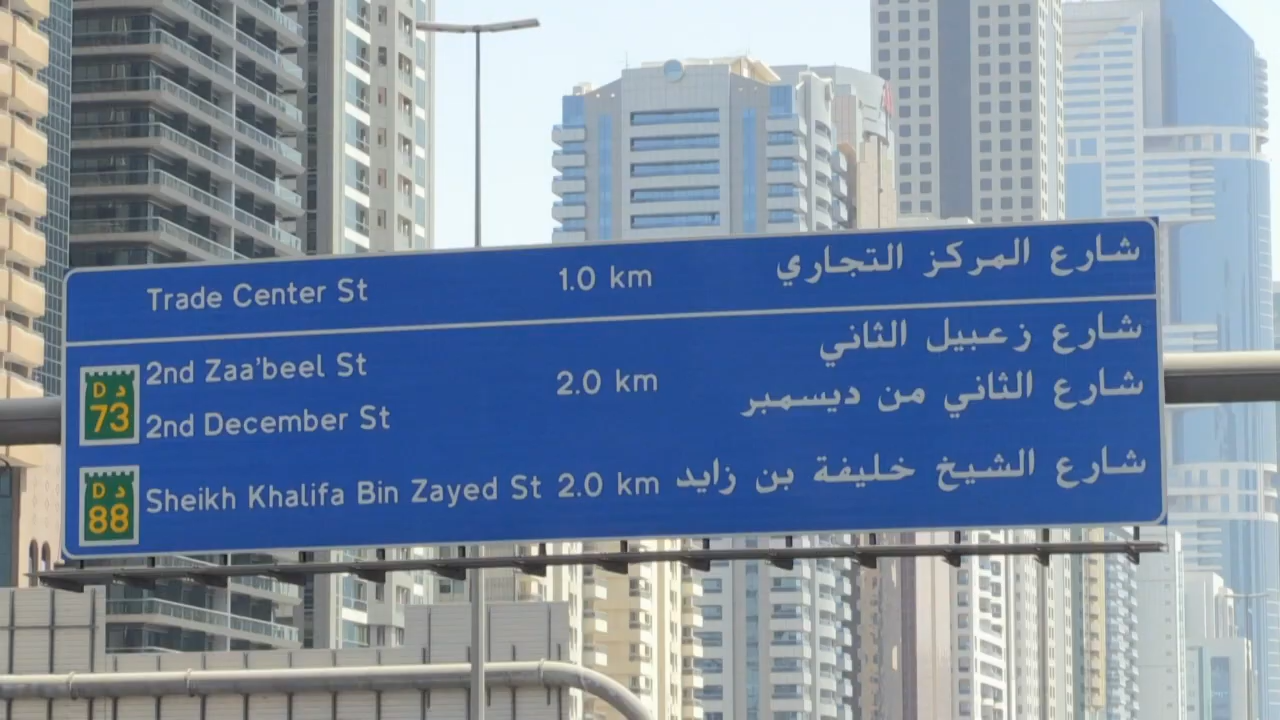 Trade Center St 1.0 km شارع المركز التجاري
2nd Zaa'beel St شارع زعبيل الثاني
D د 73 2.0 km
2nd December St شارع الثاني من ديسمبر
D د 88 Sheikh Khalifa Bin Zayed St 2.0 km شارع الشيخ خليفة بن زايد